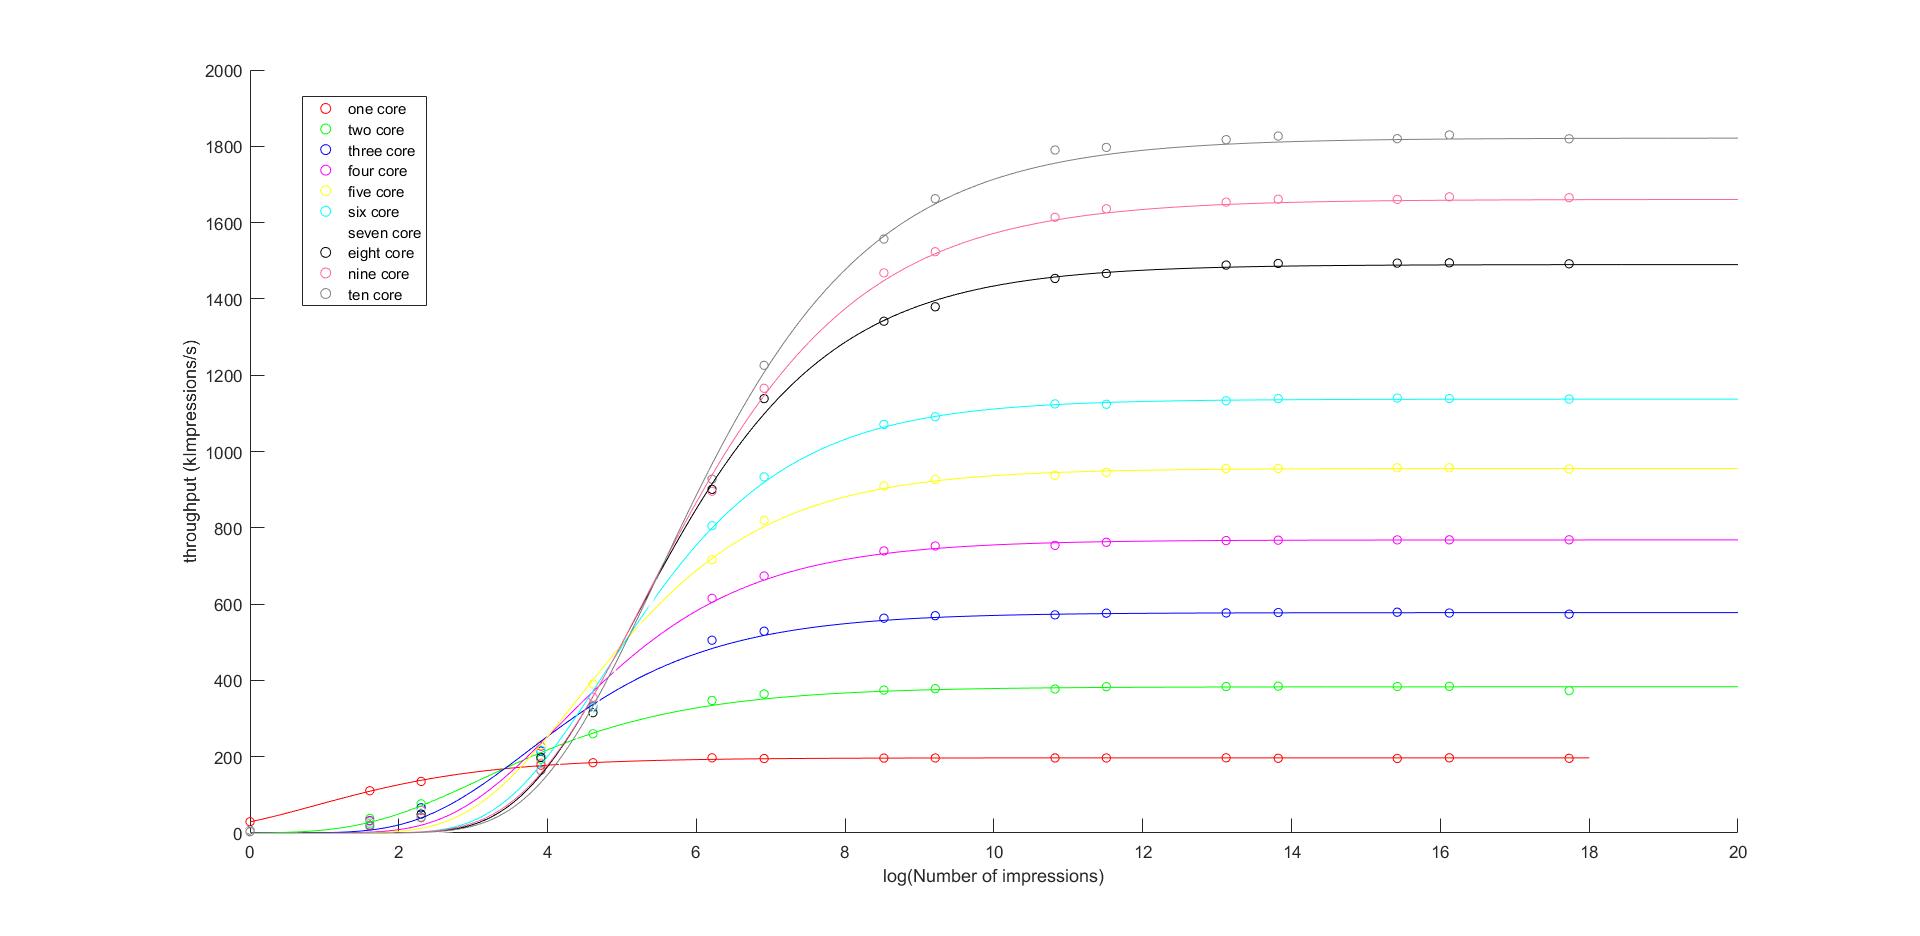 2000
1800
1600
1400
1200
1000
800
600
400
200
0
throughput (kImpressions/s)
one core
two core
three core
four core
five core
six core
seven core
eight core
nine core
ten core
0 2 4 6 8 10 12 14 16 18 20
log(Number of impressions)